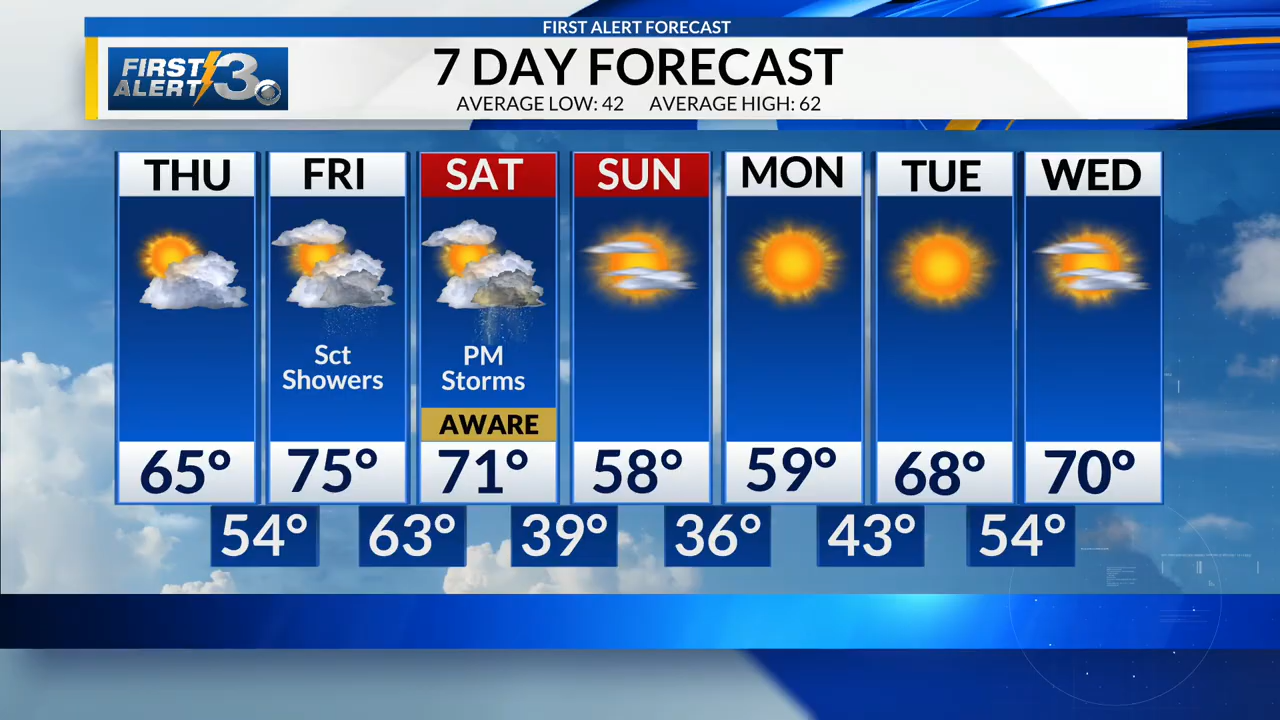 FIRST ALERT FORECAST
FIRST
ALERT 3
7 DAY FORECAST
AVERAGE LOW: 42 AVERAGE HIGH: 62
THU FRI SAT SUN MON TUE WED
Sct
Showers
PM
Storms
AWARE
65° 75° 71° 58° 59° 68° 70°
54° 63° 39° 36° 43° 54°